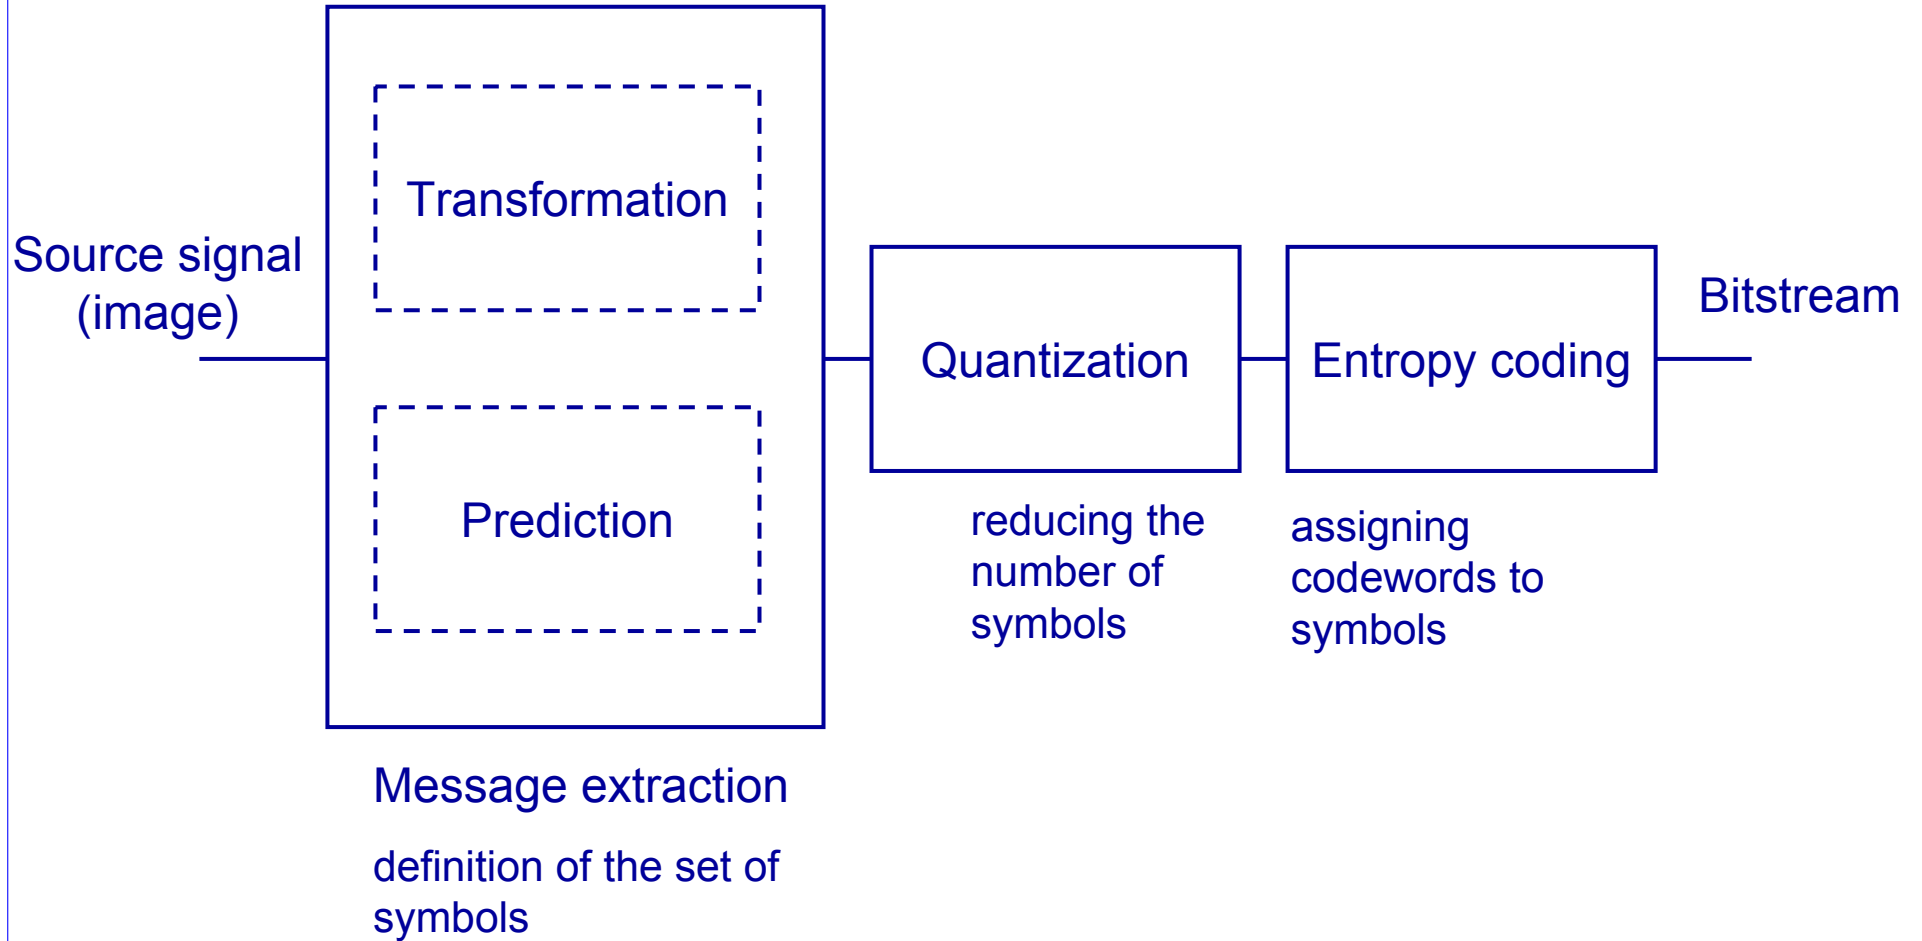 Source signal
(image)
Transformation
Prediction
Message extraction
definition of the set of
symbols
Quantization
reducing the
number of
symbols
Entropy coding
assigning
codewords to
symbols
Bitstream